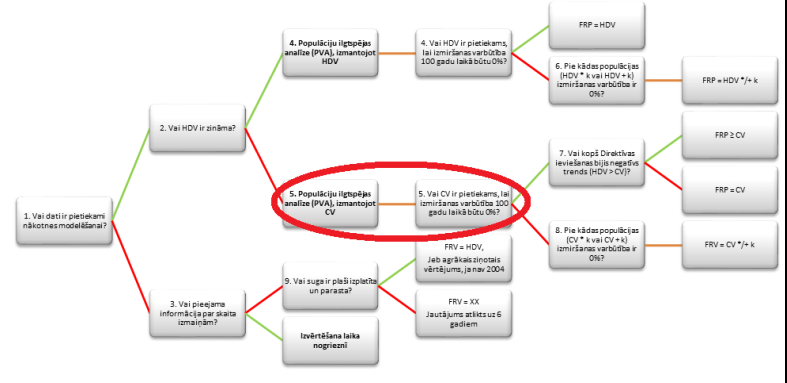 1. Vai dati ir pietiekami
nākotnes modelēšanai?
2. Vai HDV ir zināma?
3. Vai pieejama
informācija par skaita
izmaiņām?
4. Populāciju ilgtspējas
analīze (PVA), izmantojot
HDV
4. Vai HDV ir pietiekams,
lai izmiršanas varbūtība
100 gadu laikā būtu 0%?
FRP = HDV
6. Pie kādas populācijas
(HDV * k vai HDV + k)
izmiršanas varbūtība ir
0%?
FRP = HDV */+ k
5. Populāciju ilgtspējas
analīze (PVA), izmantojot
CV
5. Vai CV ir pietiekams, lai
izmiršanas varbūtība 100
gadu laikā būtu 0%?
7. Vai kopš Direktīvas
ieviešanas bijis negatīvs
trends (HDV > CV)?
FRP ≥ CV
FRP = CV
8. Pie kādas populācijas
(CV * k vai CV + k)
izmiršanas varbūtība ir
0%?
FRV = CV */+ k
9. Vai suga ir plaši izplatīta
un parasta?
FRV = HDV,
Jeb agrākais ziņotais
vērtējums, ja nav 2004
FRV = XX
Jautājums atlikts uz 6
gadiem
Izvērtēšana laika
nogrieznī